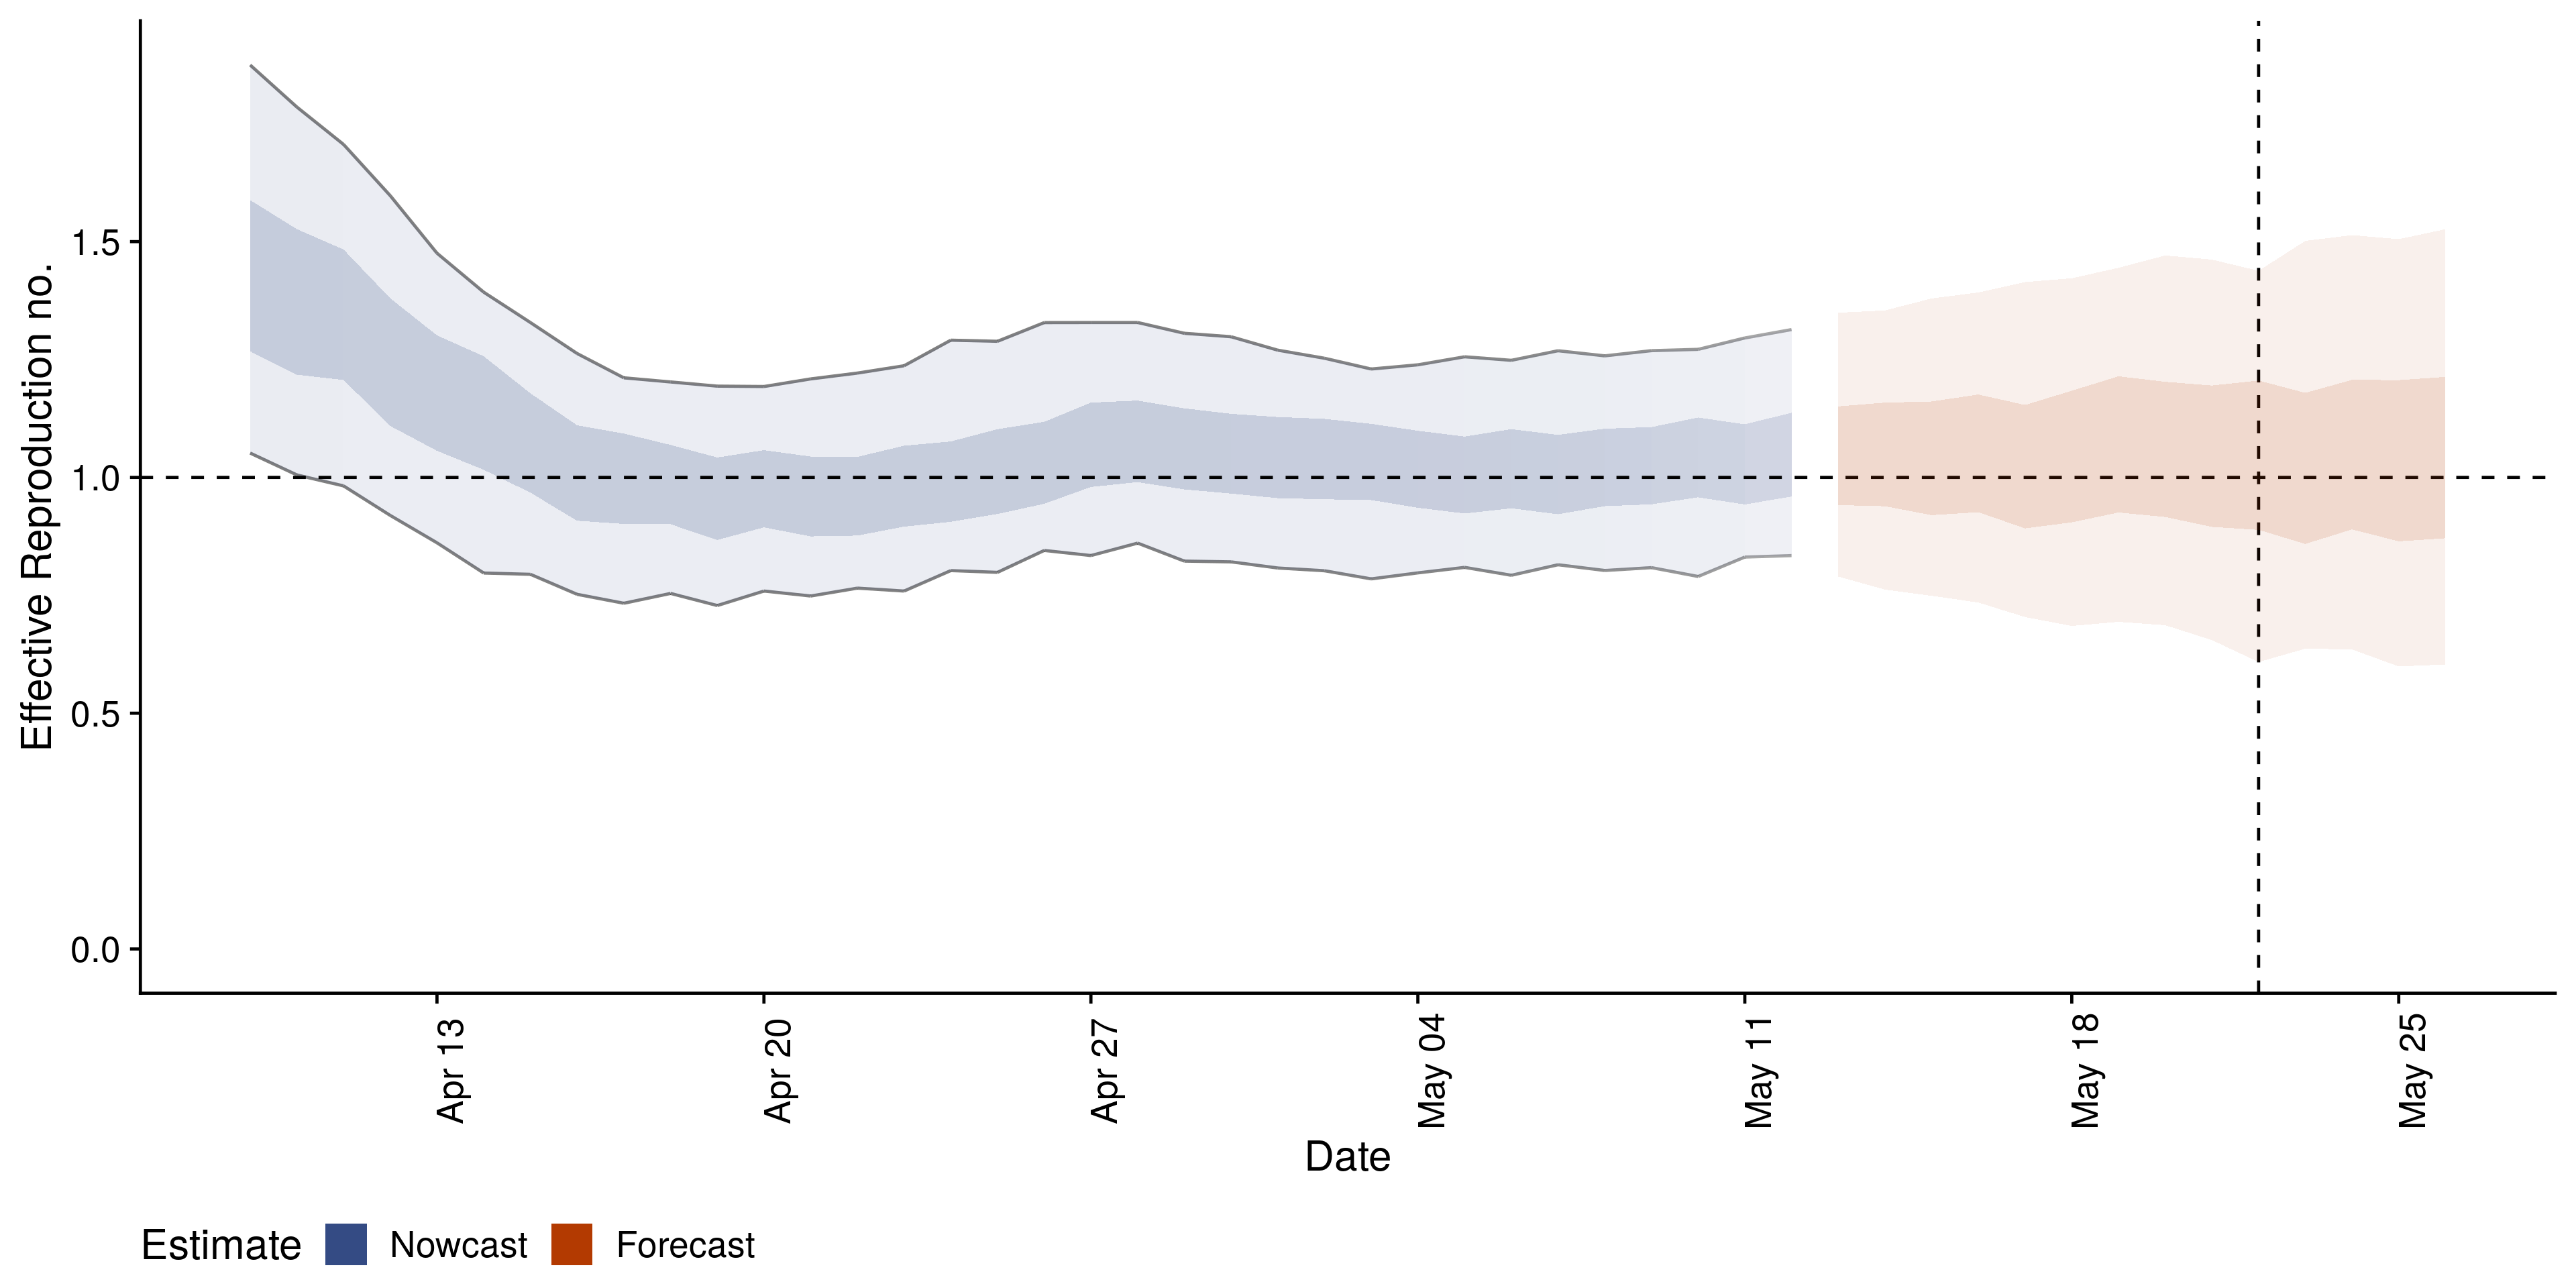 Effective Reproduction no.
1.5
1.0
0.5
0.0
Apr 13
Apr 20
Apr 27
May 04
May 11
May 18
May 25
Date
Estimate Nowcast Forecast